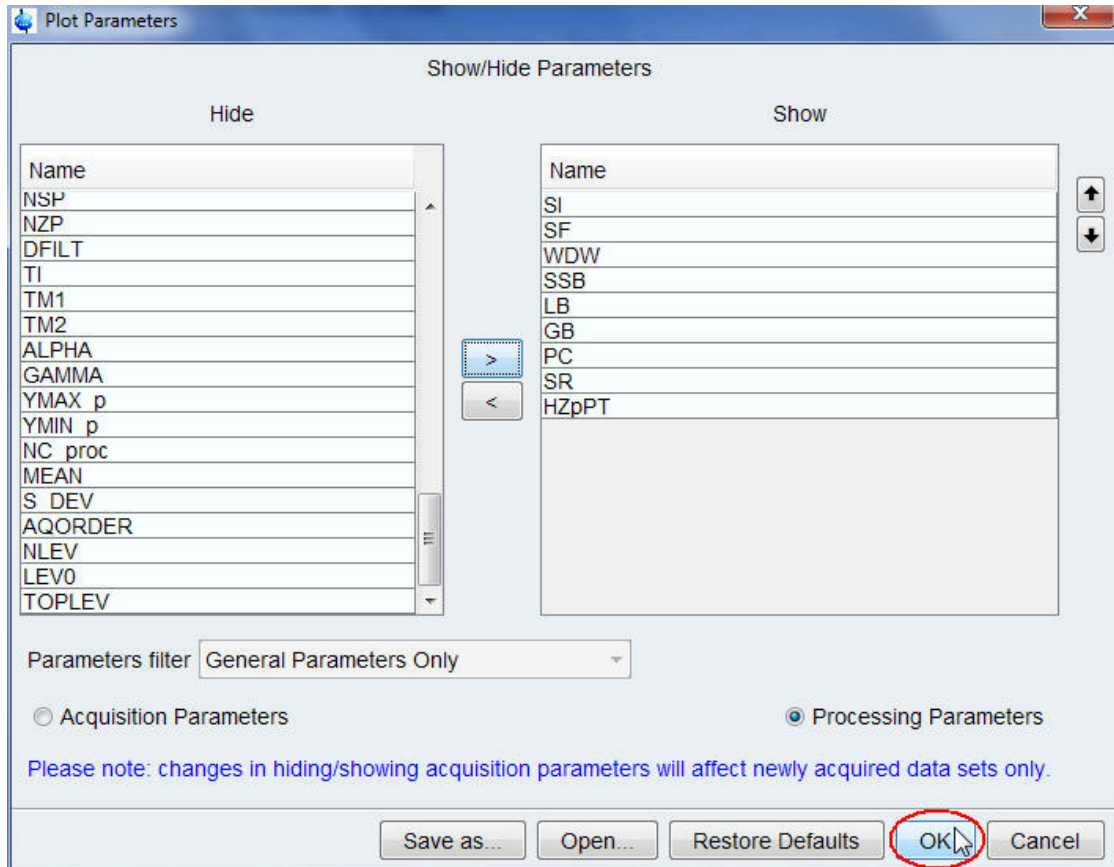 Plot Parameters
Show/Hide Parameters
Hide
Show
Name
NSP
NZP
DFILT
TI
TM1
TM2
ALPHA
GAMMA
YMAX_p
YMIN_p
NC_proc
MEAN
S_DEV
AQORDER
NLEV
LEV0
TOPLEV
>
<
Name
SI
SF
WDW
SSB
LB
GB
PC
SR
HZpPT
Parameters filter General Parameters Only
Acquisition Parameters Processing Parameters
Please note: changes in hiding/showing acquisition parameters will affect newly acquired data sets only.
Save as... Open... Restore Defaults OK Cancel